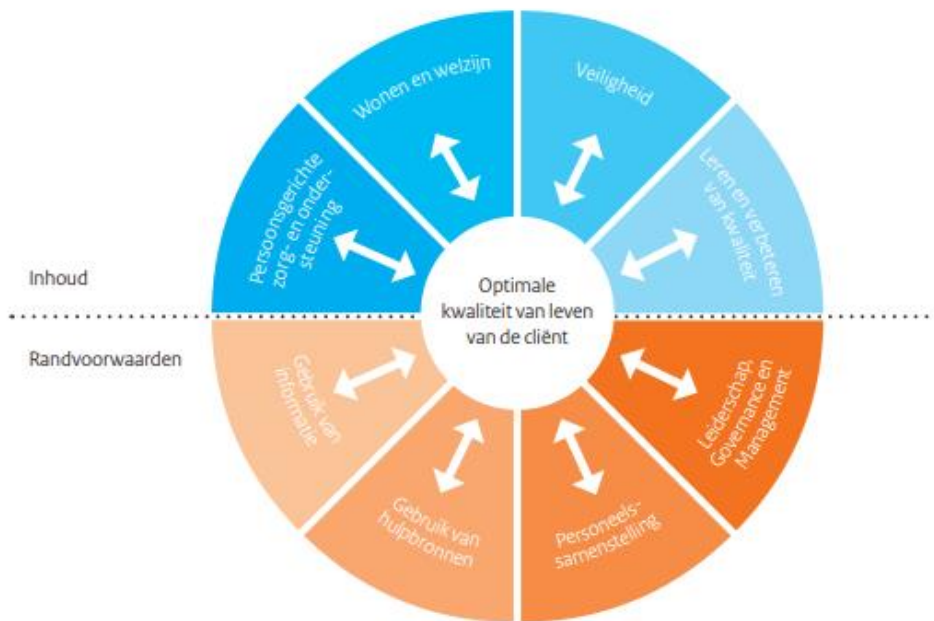 Wonen en welzijn
Veiligheid
Persoonsgerichte
zorg- en onder-
steuning
Leren en verbeteren
van kwaliteit
Inhoud
Optimale
kwaliteit van leven
van de cliënt
Randvoorwaarden
Gebruik van
informatie
Leiderschap,
Governance en
Management
Gebruik van
hulpbronnen
Personeels-
samenstelling